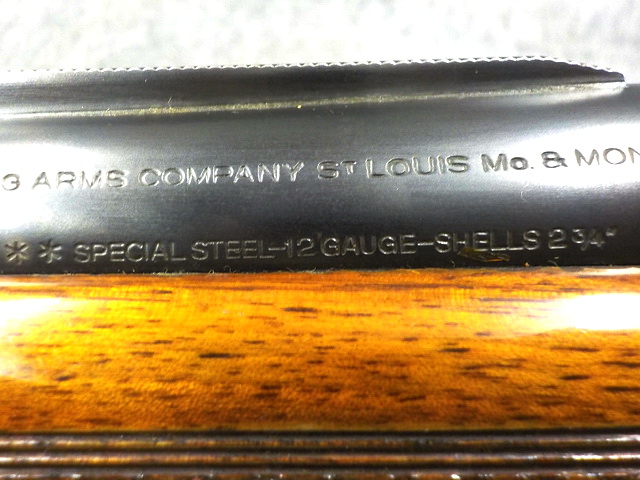 G ARMS COMPANY ST LOUIS Mo. & MON
** SPECIAL STEEL-12 GAUGE-SHELLS 2 3/4"